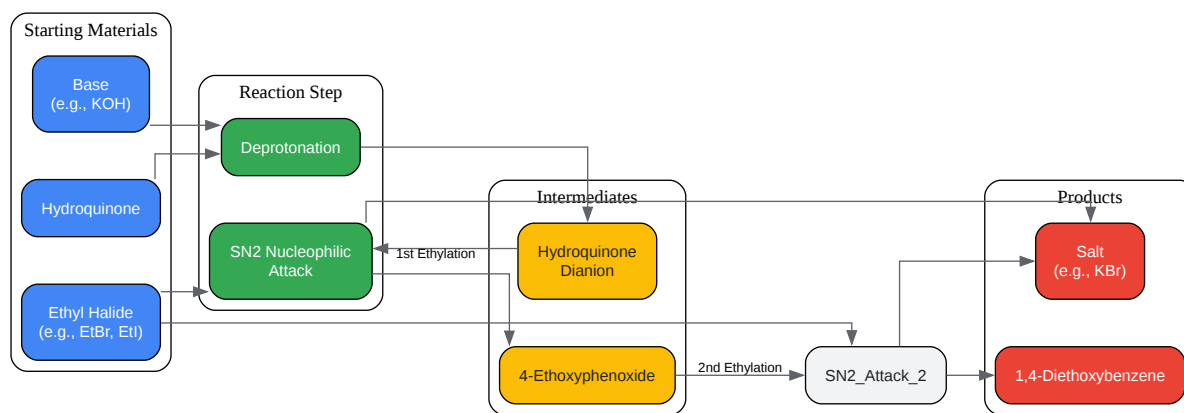 Starting Materials
Base
(e.g., KOH)
Hydroquinone
Ethyl Halide
(e.g., EtBr, EtI)
Reaction Step
Deprotonation
SN2 Nucleophilic
Attack
1st Ethylation
Intermediates
Hydroquinone
Dianion
4-Ethoxyphenoxide
2nd Ethylation
SN2_Attack_2
Products
Salt
(e.g., KBr)
1,4-Diethoxybenzene